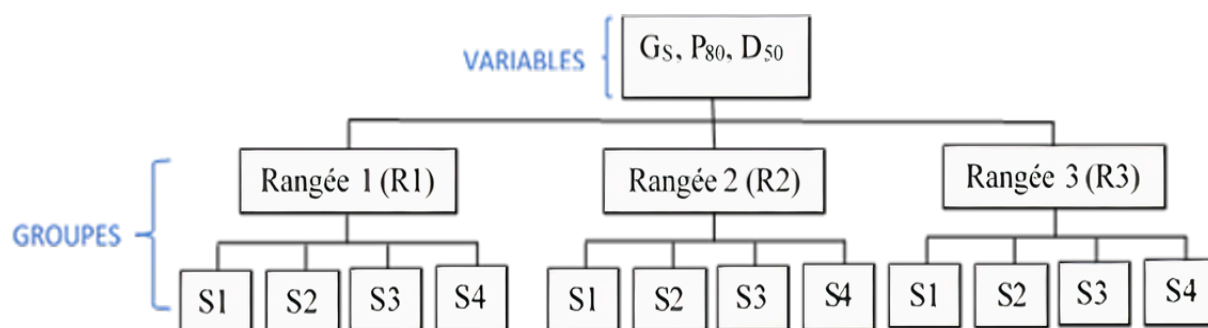 VARIABLES
GS, P80, D50
Rangée 1 (R1)
Rangée 2 (R2)
Rangée 3 (R3)
GROUPES
S1 S2 S3 S4 S1 S2 S3 S4 S1 S2 S3 S4